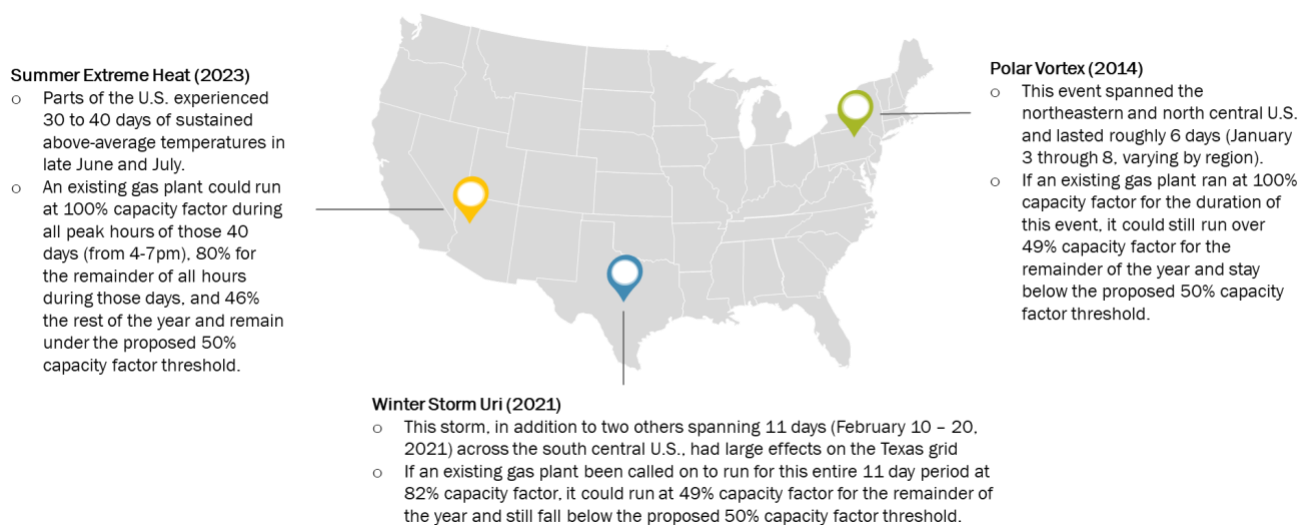 Summer Extreme Heat (2023)
o Parts of the U.S. experienced
30 to 40 days of sustained
above-average temperatures in
late June and July.
o An existing gas plant could run
at 100% capacity factor during
all peak hours of those 40
days (from 4-7pm), 80% for
the remainder of all hours
during those days, and 46%
the rest of the year and remain
under the proposed 50%
capacity factor threshold.
Polar Vortex (2014)
o This event spanned the
northeastern and north central U.S.
and lasted roughly 6 days (January
3 through 8, varying by region).
o If an existing gas plant ran at 100%
capacity factor for the duration of
this event, it could still run over
49% capacity factor for the
remainder of the year and stay
below the proposed 50% capacity
factor threshold.
Winter Storm Uri (2021)
o This storm, in addition to two others spanning 11 days (February 10 – 20,
2021) across the south central U.S., had large effects on the Texas grid
o If an existing gas plant been called on to run for this entire 11 day period at
82% capacity factor, it could run at 49% capacity factor for the remainder of
the year and still fall below the proposed 50% capacity factor threshold.